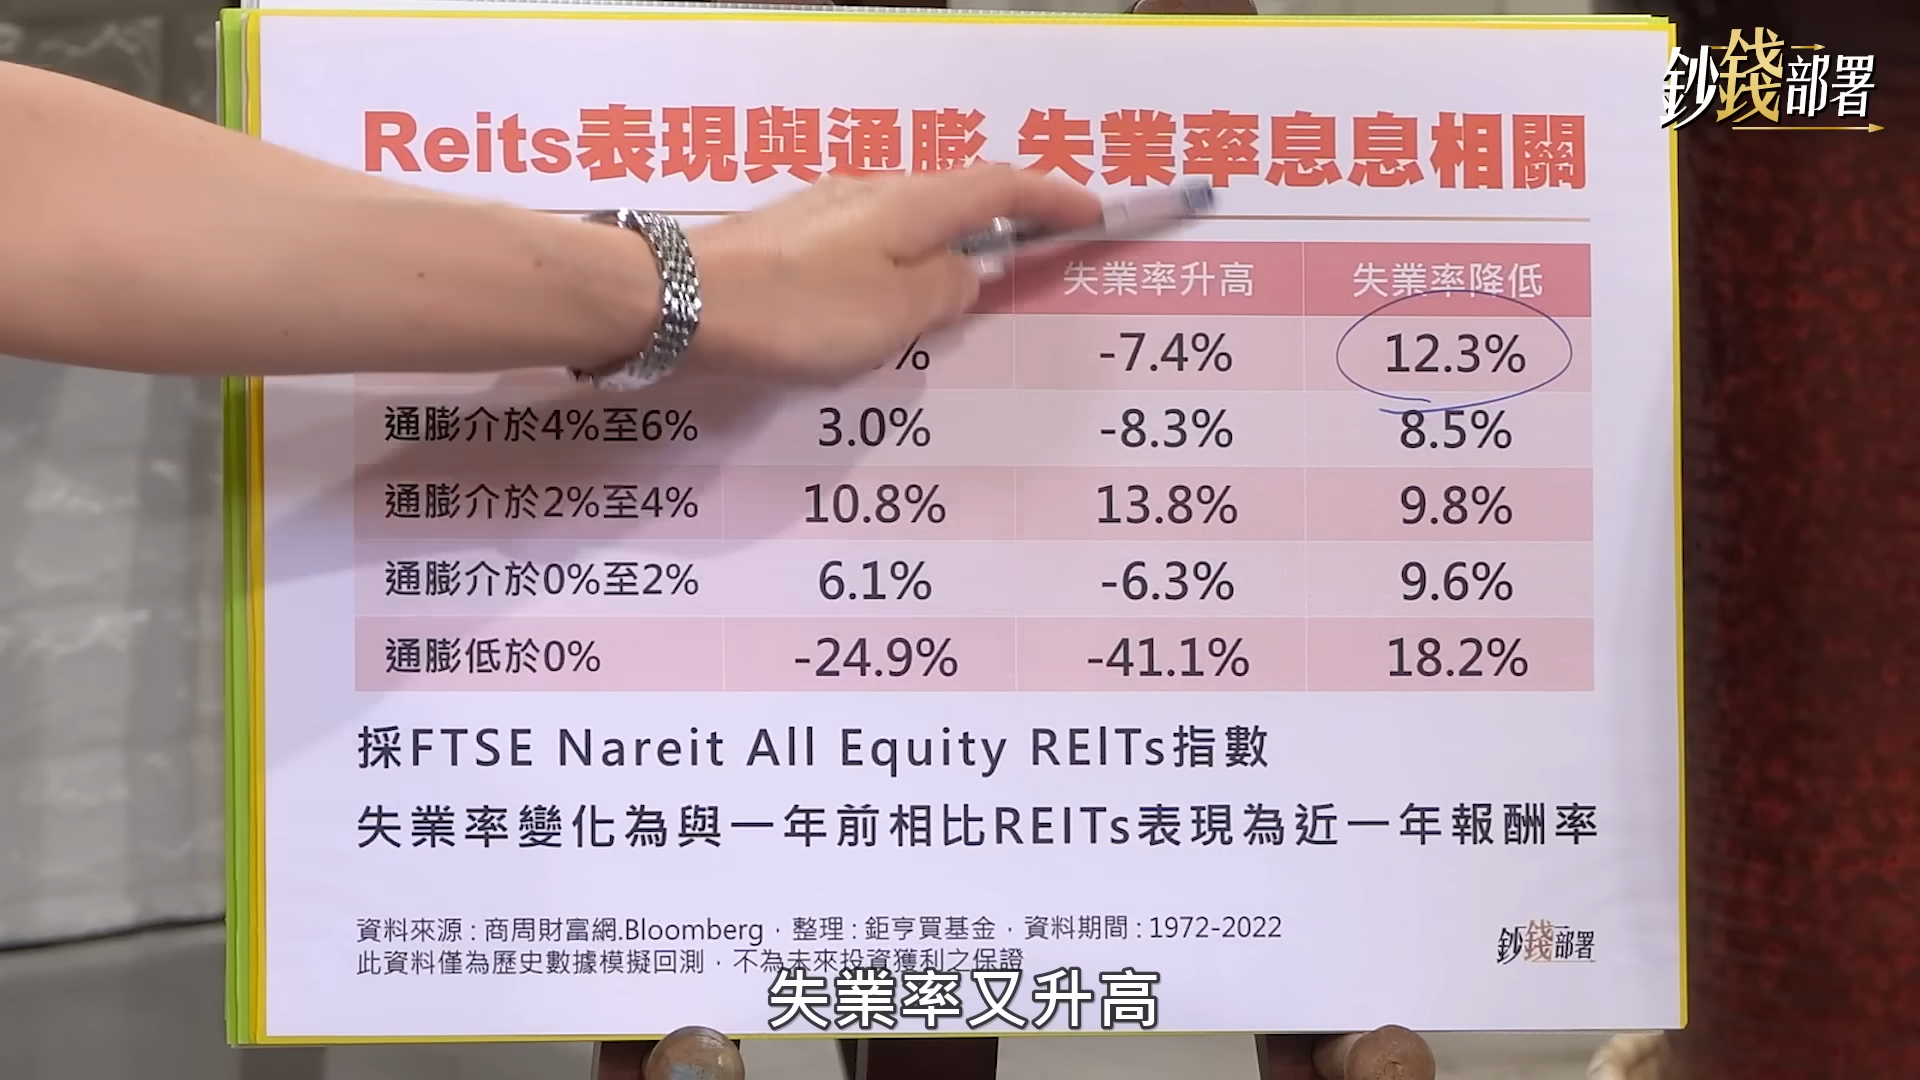 鈔錢部署
Reits表現與通膨 失業率息息相關
失業率升高 失業率降低
% -7.4% 12.3%
通膨介於4%至6% 3.0% -8.3% 8.5%
通膨介於2%至4% 10.8% 13.8% 9.8%
通膨介於0%至2% 6.1% -6.3% 9.6%
通膨低於0% -24.9% -41.1% 18.2%
採FTSE Nareit All Equity REITs指數
失業率變化為與一年前相比REITs表現為近一年報酬率
資料來源:商周財富網.Bloomberg,整理:鉅亨買基金,資料期間:1972-2022
此資料僅為歷史數據模擬回測,不為未來投資獲利之保證
鈔錢部署
失業率又升高